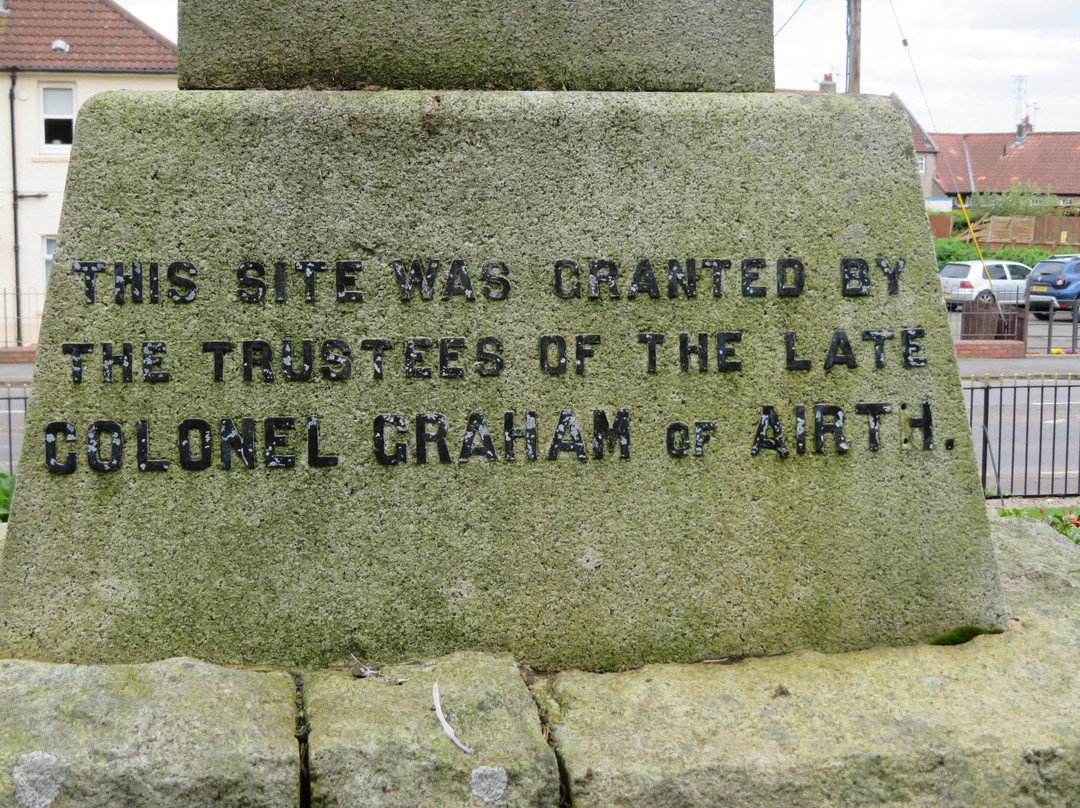 THIS SITE WAS GRANTED BY
THE TRUSTEES OF THE LATE
COLONEL GRAHAM OF AIRTH.